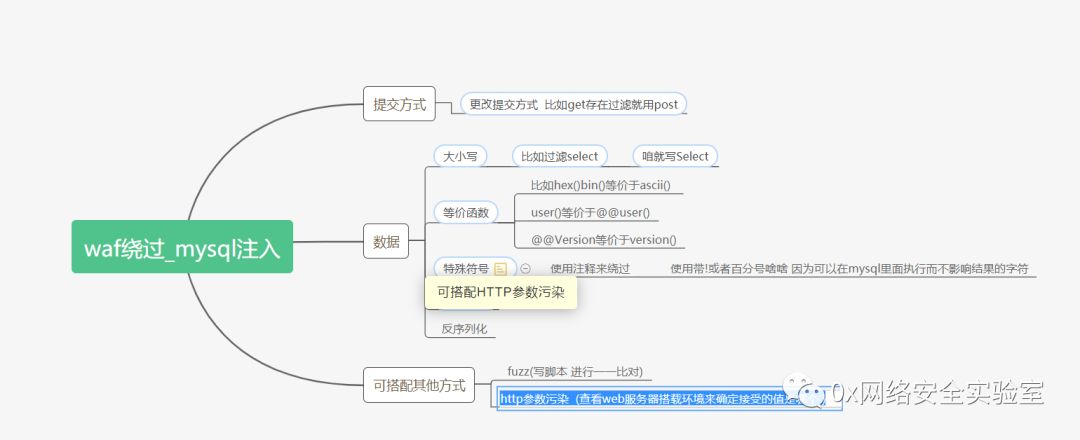 waf绕过_mysql注入
提交方式
更改提交方式 比如get存在过滤就用post
数据
大小写
比如过滤select
咱就写Select
等价函数
比如hex()bin()等价于ascii()
user()等价于@@user()
@@Version等价于version()
特殊符号
使用注释来绕过
使用带!或者百分号啥啥 因为可以在mysql里面执行而不影响结果的字符
可搭配HTTP参数污染
反序列化
可搭配其他方式
fuzz(写脚本 进行一一比对)
http参数污染（查看web服务器搭载环境来确定接受的值是
0x网络安全实验室